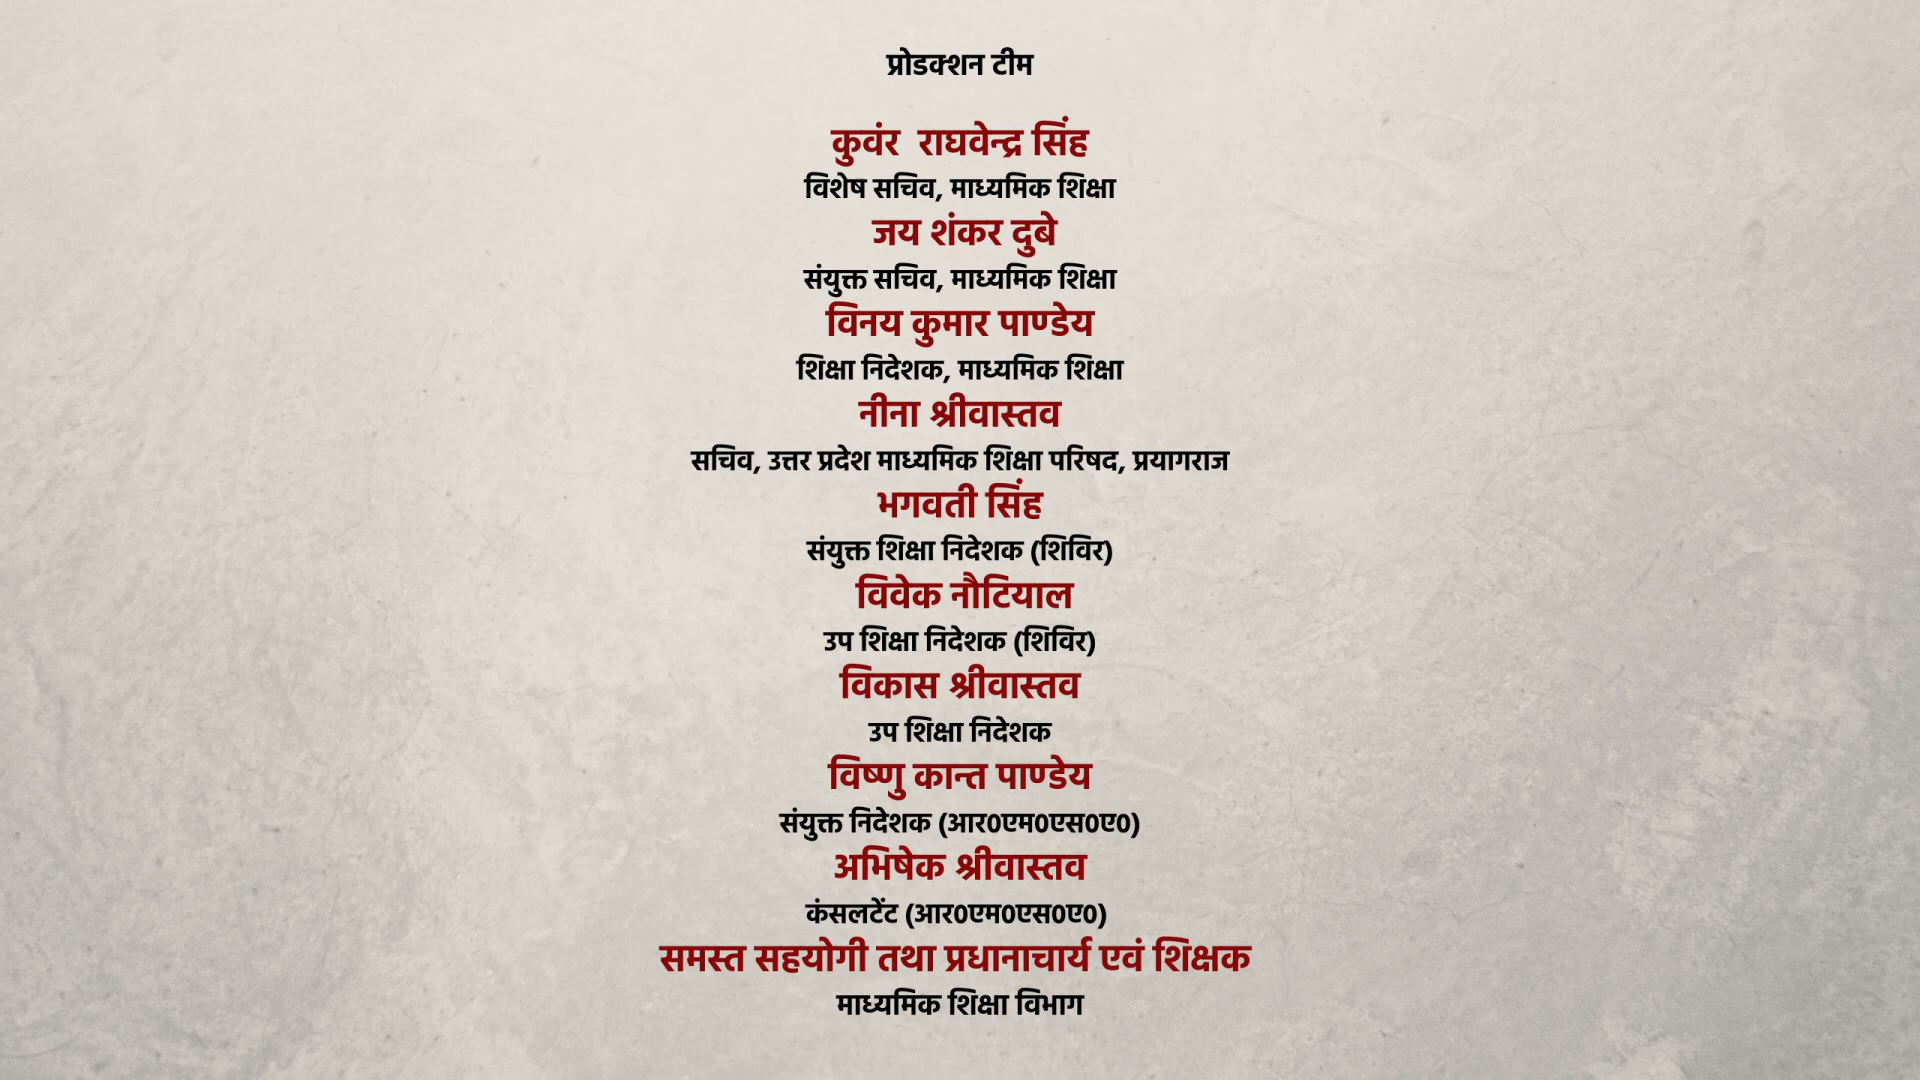 प्रोडक्शन टीम
कुवंर राघवेन्द्र सिंह
विशेष सचिव, माध्यमिक शिक्षा
जय शंकर दुबे
संयुक्त सचिव, माध्यमिक शिक्षा
विनय कुमार पाण्डेय
शिक्षा निदेशक, माध्यमिक शिक्षा
नीना श्रीवास्तव
सचिव, उत्तर प्रदेश माध्यमिक शिक्षा परिषद, प्रयागराज
भगवती सिंह
संयुक्त शिक्षा निदेशक (शिविर)
विवेक नौटियाल
उप शिक्षा निदेशक (शिविर)
विकास श्रीवास्तव
उप शिक्षा निदेशक
विष्णु कान्त पाण्डेय
संयुक्त निदेशक (आर0एम0एस0ए0)
अभिषेक श्रीवास्तव
कंसलटेंट (आर0एम0एस0ए0)
समस्त सहयोगी तथा प्रधानाचार्य एवं शिक्षक
माध्यमिक शिक्षा विभाग